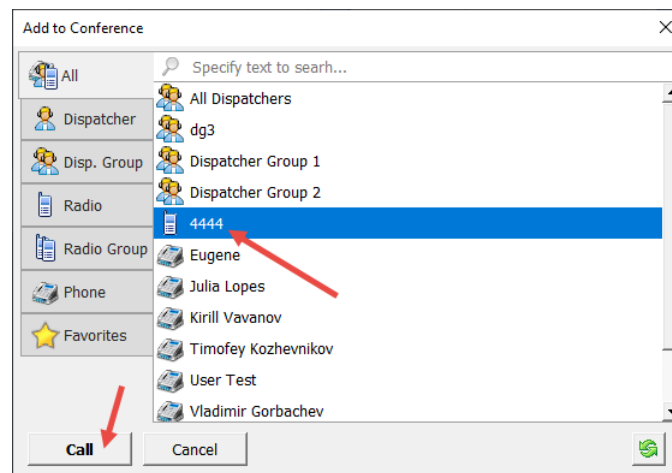 Add to Conference
All
Dispatcher
Disp. Group
Radio
Radio Group
Phone
Favorites
Specify text to searh...
All Dispatchers
dg3
Dispatcher Group 1
Dispatcher Group 2
4444
Eugene
Julia Lopes
Kirill Vavanov
Timofey Kozhevnikov
User Test
Vladimir Gorbachev
Call
Cancel